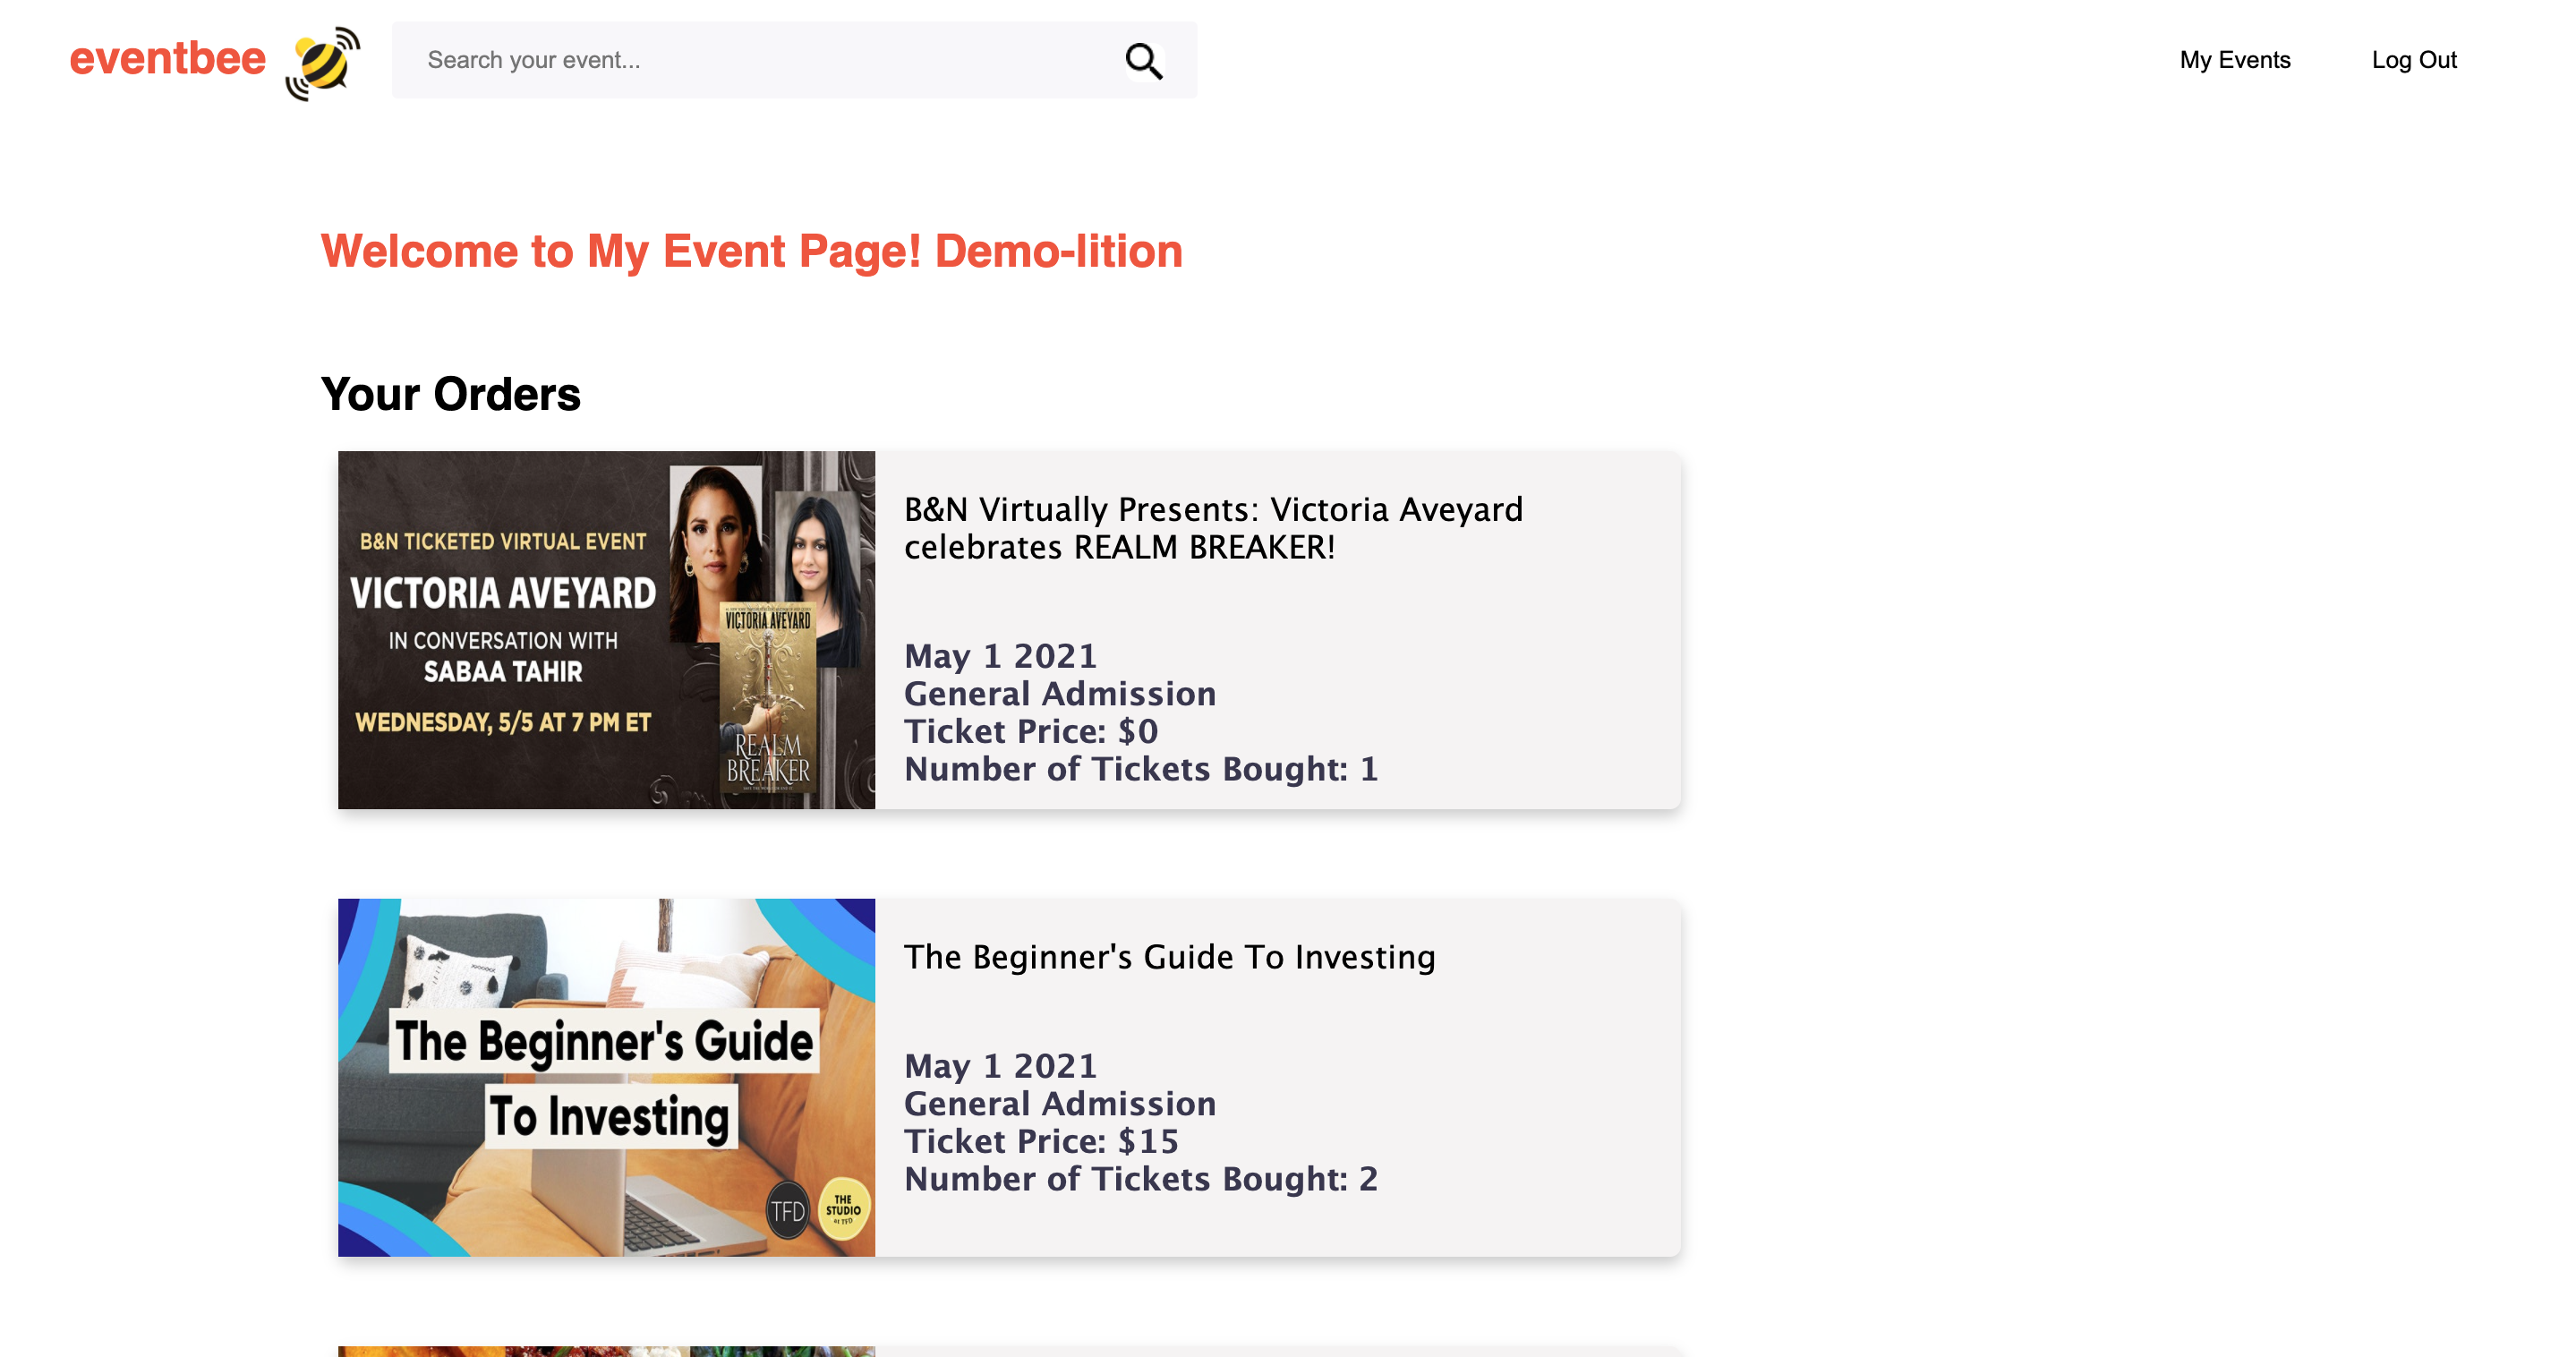 eventbee
Search your event...
My Events
Log Out
Welcome to My Event Page! Demo-lition
Your Orders
B&N TICKETED VIRTUAL EVENT
VICTORIA AVEYARD
IN CONVERSATION WITH
SABAA TAHIR
WEDNESDAY, 5/5 AT 7 PM ET
VICTORIA AVEYARD
REALM
BREAKER
B&N Virtually Presents: Victoria Aveyard
celebrates REALM BREAKER!
May 1 2021
General Admission
Ticket Price: $0
Number of Tickets Bought: 1
The Beginner's Guide
To Investing
TFD
THE
STUDIO
at TFD
The Beginner's Guide To Investing
May 1 2021
General Admission
Ticket Price: $15
Number of Tickets Bought: 2